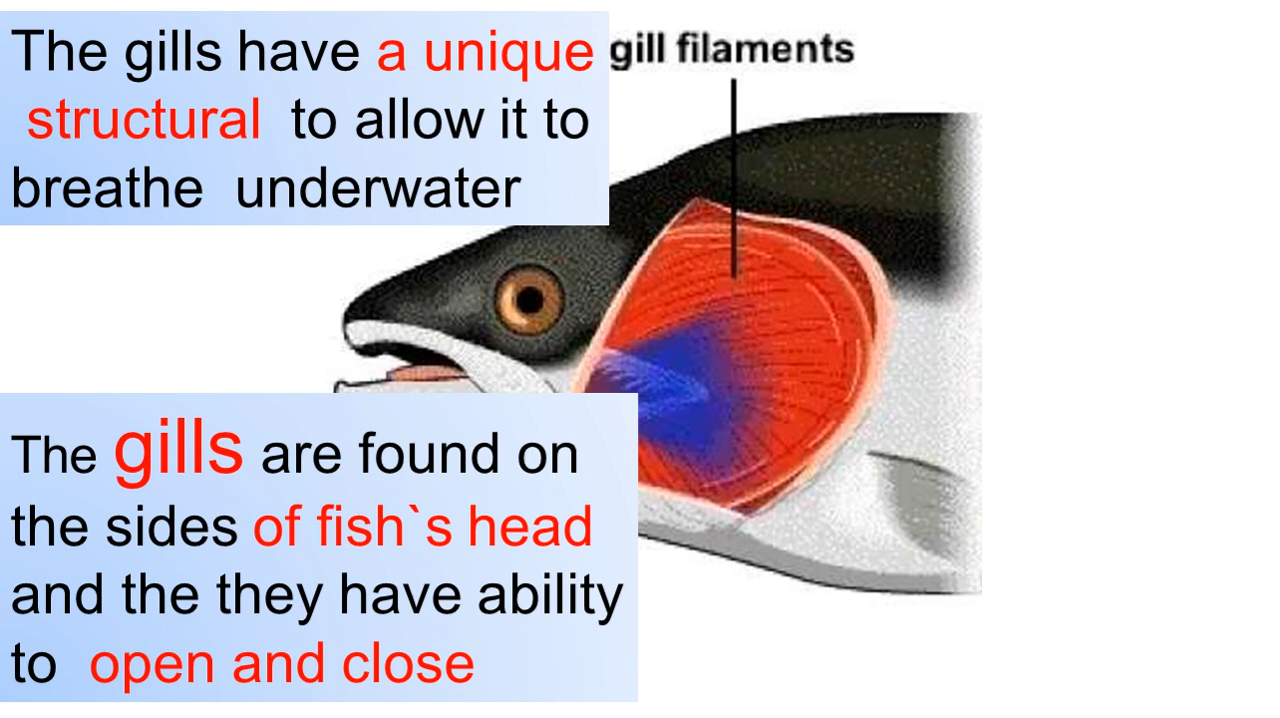 The gills have a unique
structural to allow it to
breathe underwater
gill filaments
The gills are found on
the sides of fish`s head
and the they have ability
to open and close